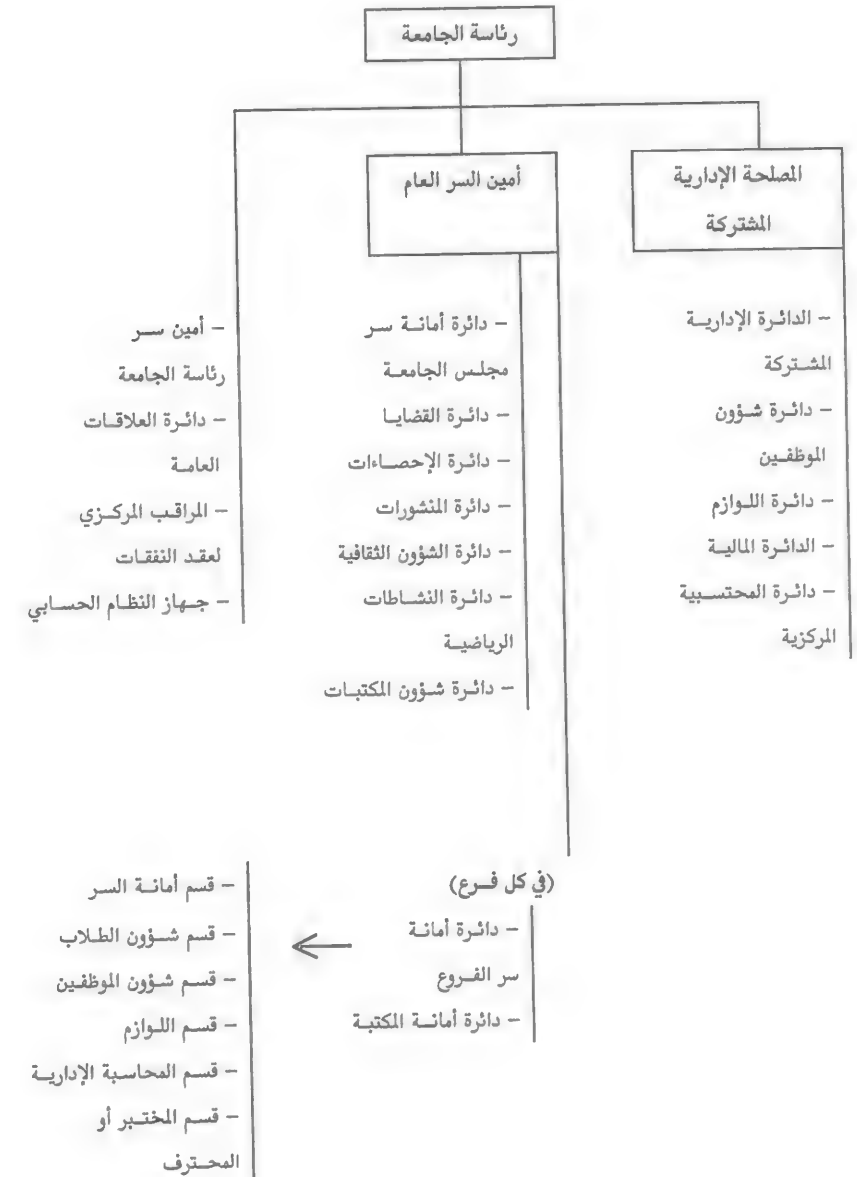 رئاسة الجامعة
المصلحة الإدارية
المشتركة
أمين السر العام
– الدائرة الإدارية
المشتركة
– دائرة شؤون
الموظفين
– دائرة اللوازم
– الدائرة المالية
– دائرة المحتسبية
المركزية
– دائرة أمانة سر
مجلس الجامعة
– دائرة القضايا
– دائرة الإحصاءات
– دائرة المنشورات
– دائرة الشؤون الثقافية
– دائرة النشاطات
الرياضية
– دائرة شؤون المكتبات
– أمين سر
رئاسة الجامعة
– دائرة العلاقات
العامة
– المراقب المركزي
لعقد النفقات
– جهاز النظام الحسابي
(في كل فرع)
– دائرة أمانة
سر الفروع
– دائرة أمانة المكتبة
– قسم أمانة السر
– قسم شؤون الطلاب
– قسم شؤون الموظفين
– قسم اللوازم
– قسم المحاسبة الإدارية
– قسم المختبر أو
المحترف